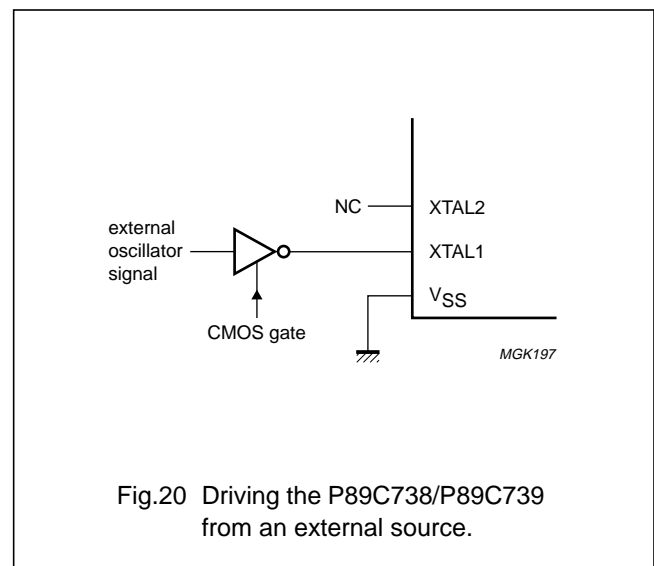 NC
XTAL2
external
oscillator
signal
XTAL1
VSS
CMOS gate
MGK197
Fig.20 Driving the P89C738/P89C739
from an external source.